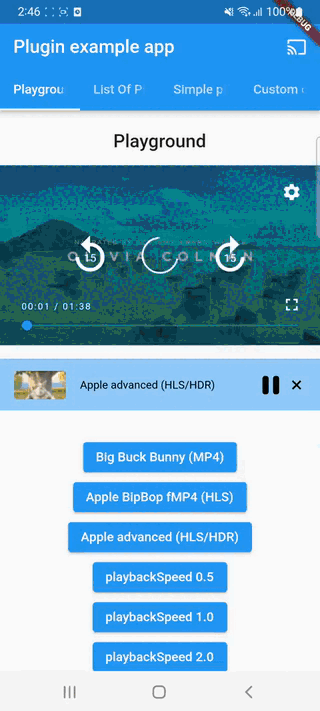 2:46
100%
DEBUG
Plugin example app
Playgrou
List Of P
Simple p
Custom
Playground
15
15
OLIVIA COLMAN
00:01 / 01:38
Apple advanced (HLS/HDR)
Big Buck Bunny (MP4)
Apple BipBop fMP4 (HLS)
Apple advanced (HLS/HDR)
playbackSpeed 0.5
playbackSpeed 1.0
playbackSpeed 2.0